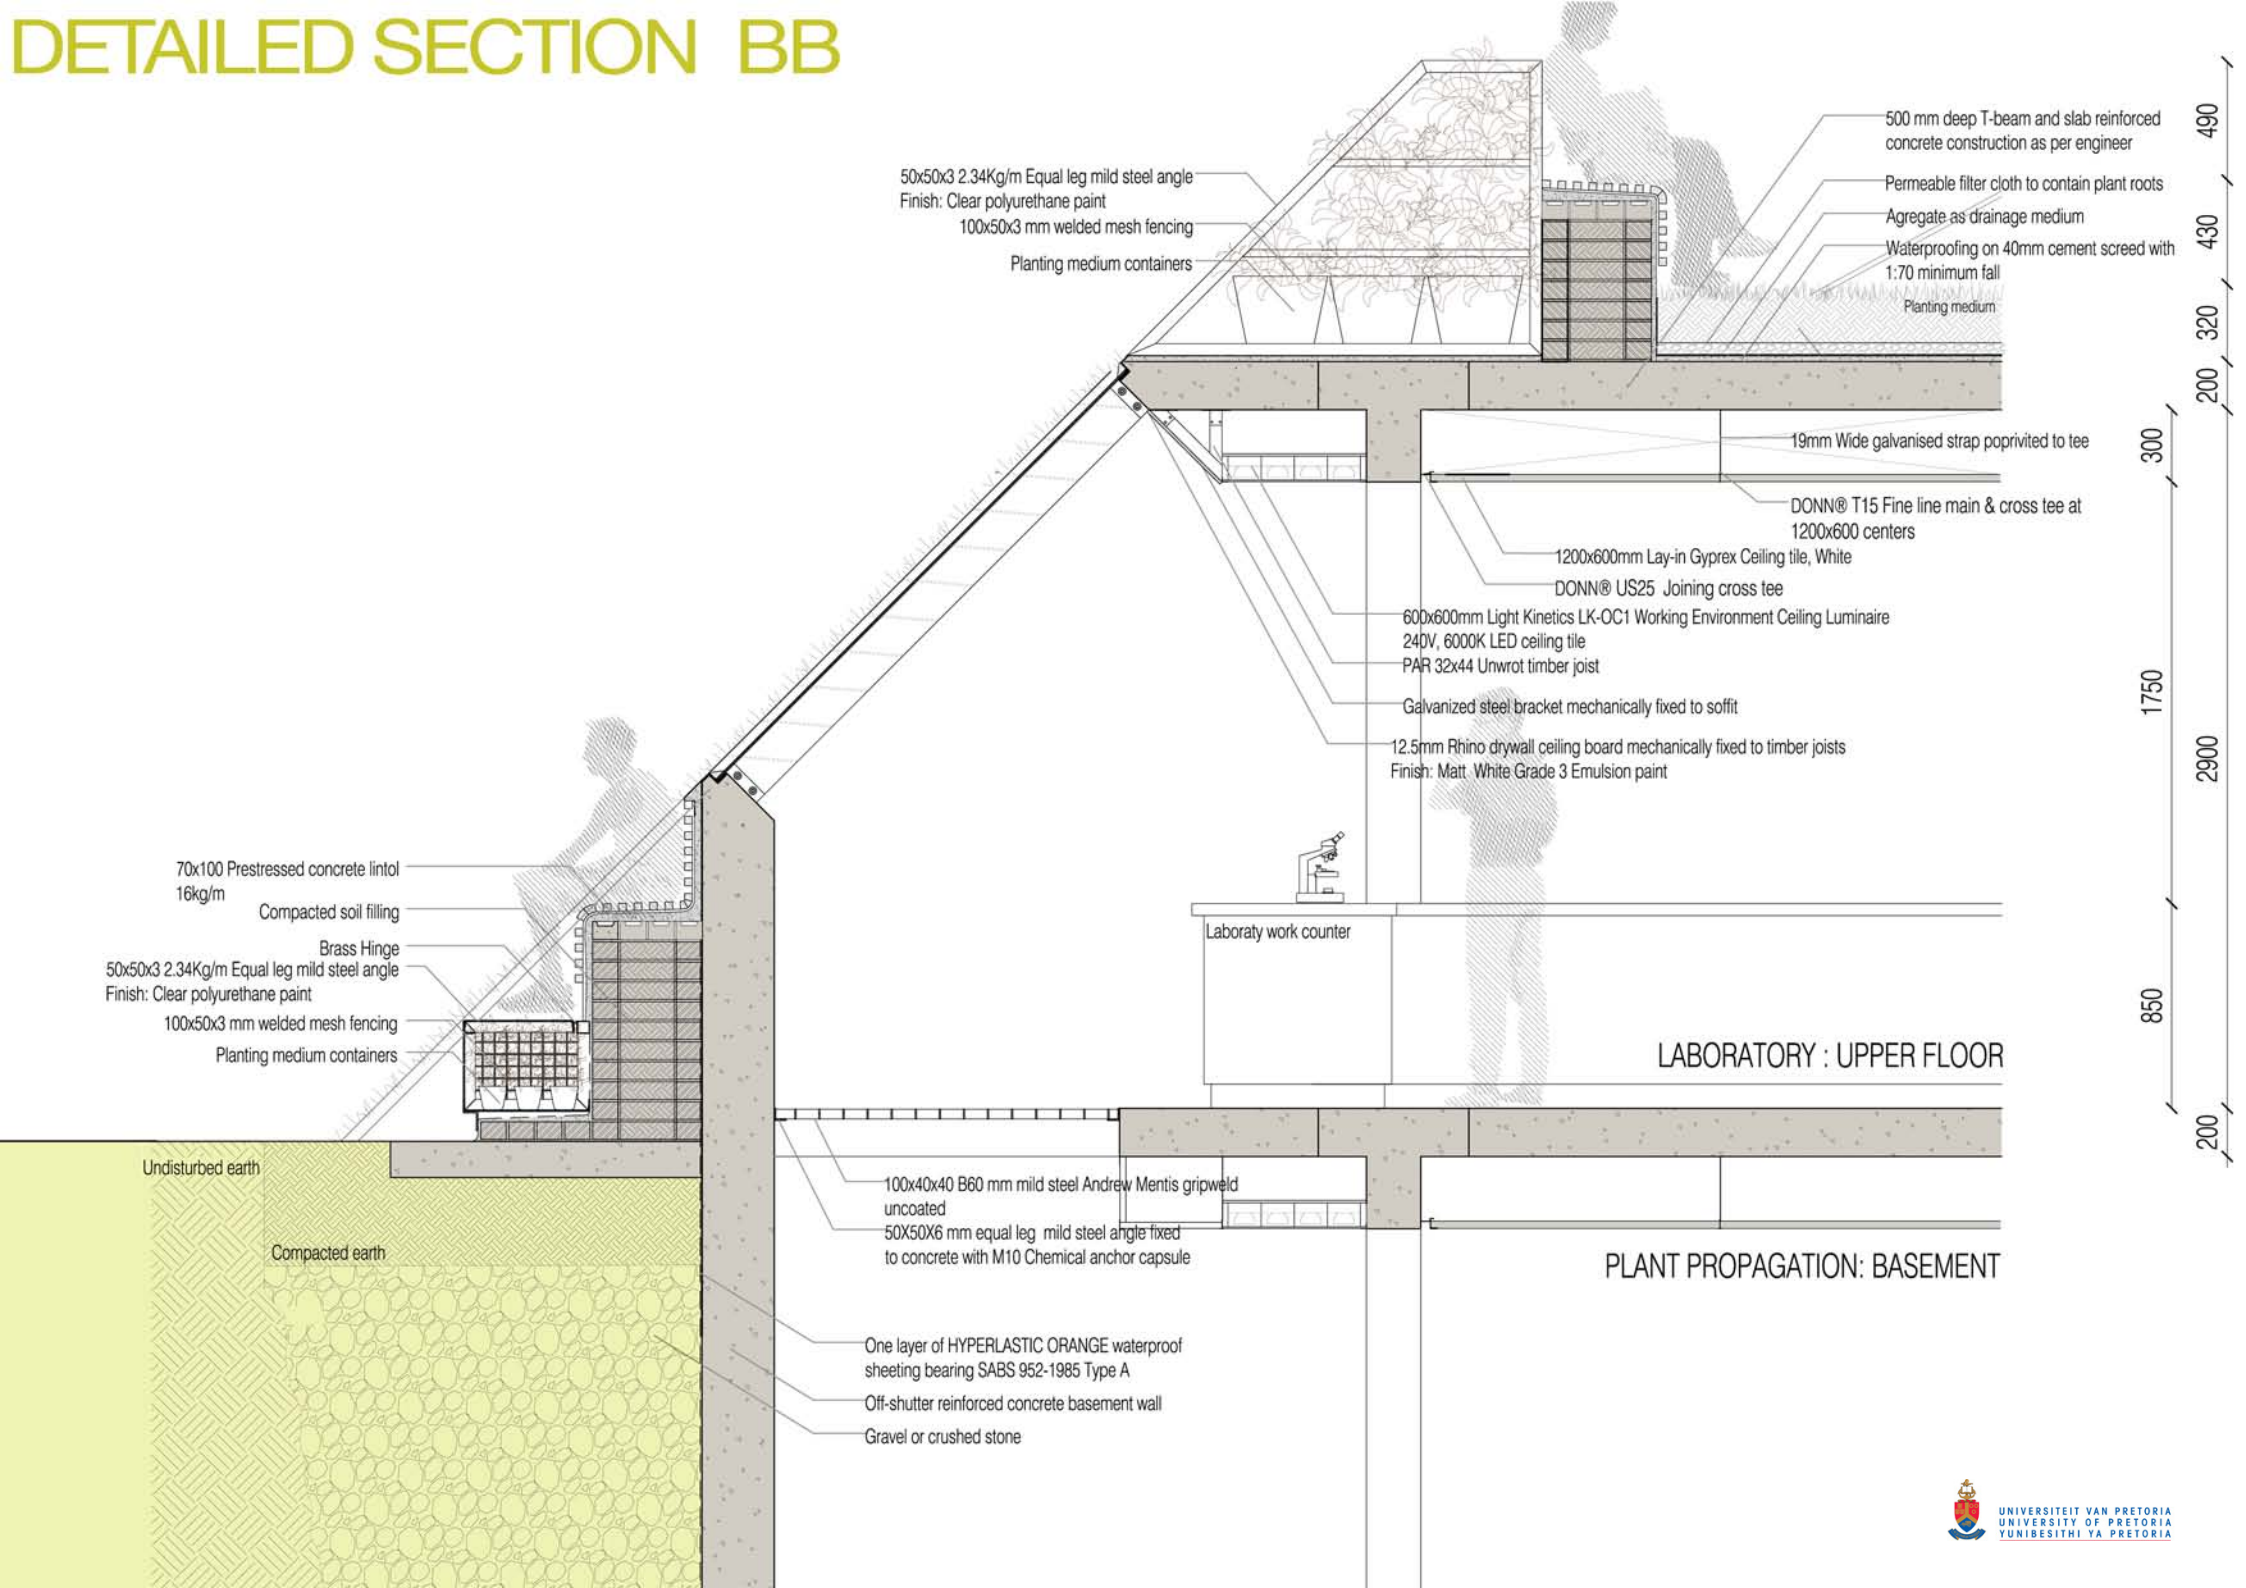 DETAILED SECTION BB
50x50x3 2.34Kg/m Equal leg mild steel angle
Finish: Clear polyurethane paint
100x50x3 mm welded mesh fencing
Planting medium containers
500 mm deep T-beam and slab reinforced
concrete construction as per engineer
Permeable filter cloth to contain plant roots
Agregate as drainage medium
Waterproofing on 40mm cement screed with
1:70 minimum fall
Planting medium
490
430
320
200
300
1750
2900
850
200
19mm Wide galvanised strap poprivited to tee
DONN® T15 Fine line main & cross tee at
1200x600 centers
1200x600mm Lay-in Gyprex Ceiling tile, White
DONN® US25 Joining cross tee
600x600mm Light Kinetics LK-OC1 Working Environment Ceiling Luminaire
240V, 6000K LED ceiling tile
PAR 32x44 Unwrot timber joist
Galvanized steel bracket mechanically fixed to soffit
12.5mm Rhino drywall ceiling board mechanically fixed to timber joists
Finish: Matt White Grade 3 Emulsion paint
70x100 Prestressed concrete lintol
16kg/m
Compacted soil filling
Brass Hinge
50x50x3 2.34Kg/m Equal leg mild steel angle
Finish: Clear polyurethane paint
100x50x3 mm welded mesh fencing
Planting medium containers
Laboraty work counter
LABORATORY : UPPER FLOOR
Undisturbed earth
Compacted earth
100x40x40 B60 mm mild steel Andrew Mentis gripweld
uncoated
50X50X6 mm equal leg mild steel angle fixed
to concrete with M10 Chemical anchor capsule
PLANT PROPAGATION: BASEMENT
One layer of HYPERLASTIC ORANGE waterproof
sheeting bearing SABS 952-1985 Type A
Off-shutter reinforced concrete basement wall
Gravel or crushed stone
UNIVERSITEIT VAN PRETORIA
UNIVERSITY OF PRETORIA
YUNIBESITHI YA PRETORIA